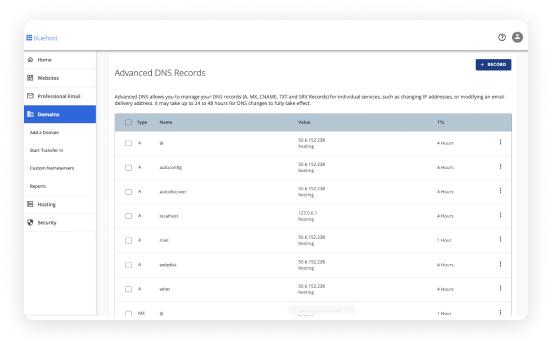 bluehost
Home
Websites
Professional Email
Domains
Add a Domain
Start Transfer In
Custom Nameservers
Reports
Hosting
Security
+ RECORD
Advanced DNS Records
Advanced DNS allows you to manage your DNS records (A, MX, CNAME, TXT and SRV Records) for individual services, such as changing IP addresses, or modifying an email
delivery address. It may take up to 24 to 48 hours for DNS changes to fully take effect.
Type Name Value TTL
A @ 50.6.152.238 4 Hours
hosting
A autoconfig 50.6.152.238 4 Hours
hosting
A autodiscover 50.6.152.238 4 Hours
hosting
A localhost 127.0.0.1 4 Hours
hosting
A mail 50.6.152.238 1 Hour
hosting
A webdisk 50.6.152.238 4 Hours
hosting
A whm 50.6.152.238 4 Hours
hosting
MX @ 1 Hour